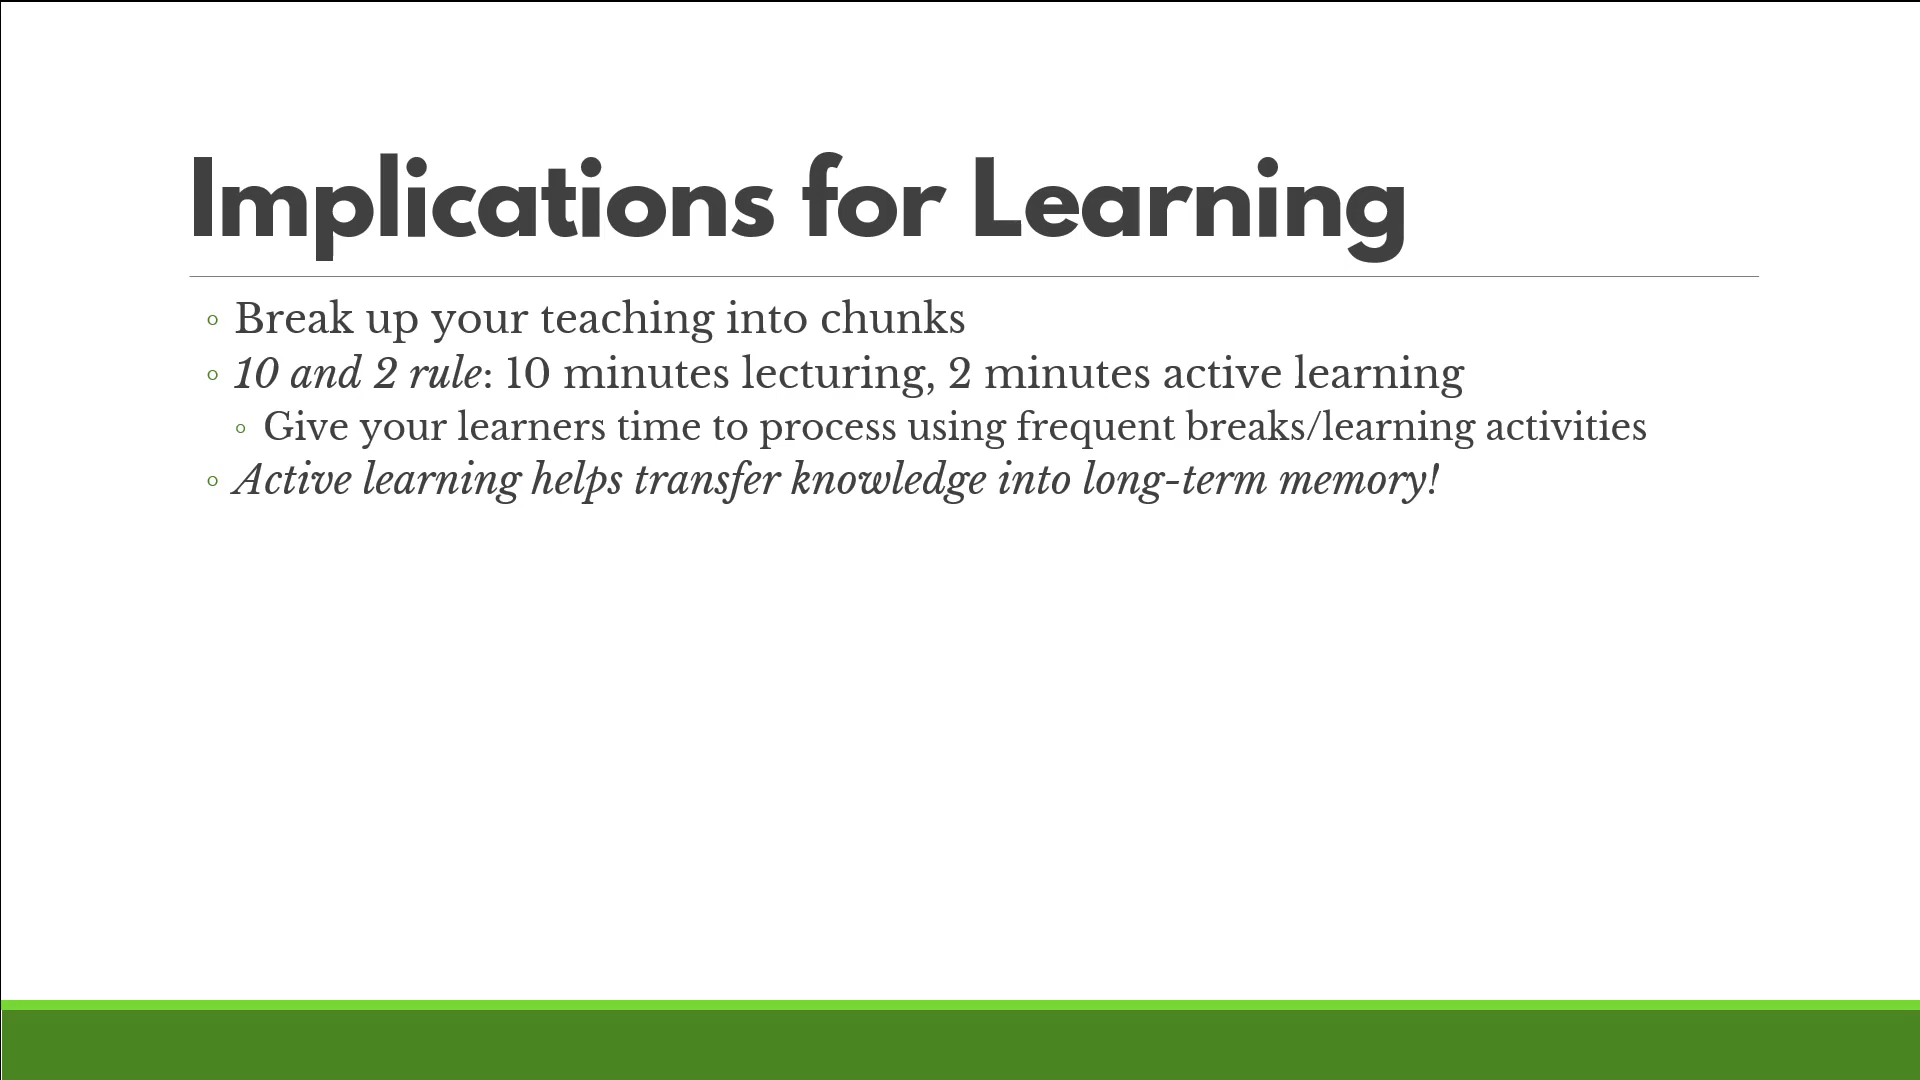 Implications for Learning
◦ Break up your teaching into chunks
◦ 10 and 2 rule: 10 minutes lecturing, 2 minutes active learning
◦ Give your learners time to process using frequent breaks/learning activities
◦ Active learning helps transfer knowledge into long-term memory!